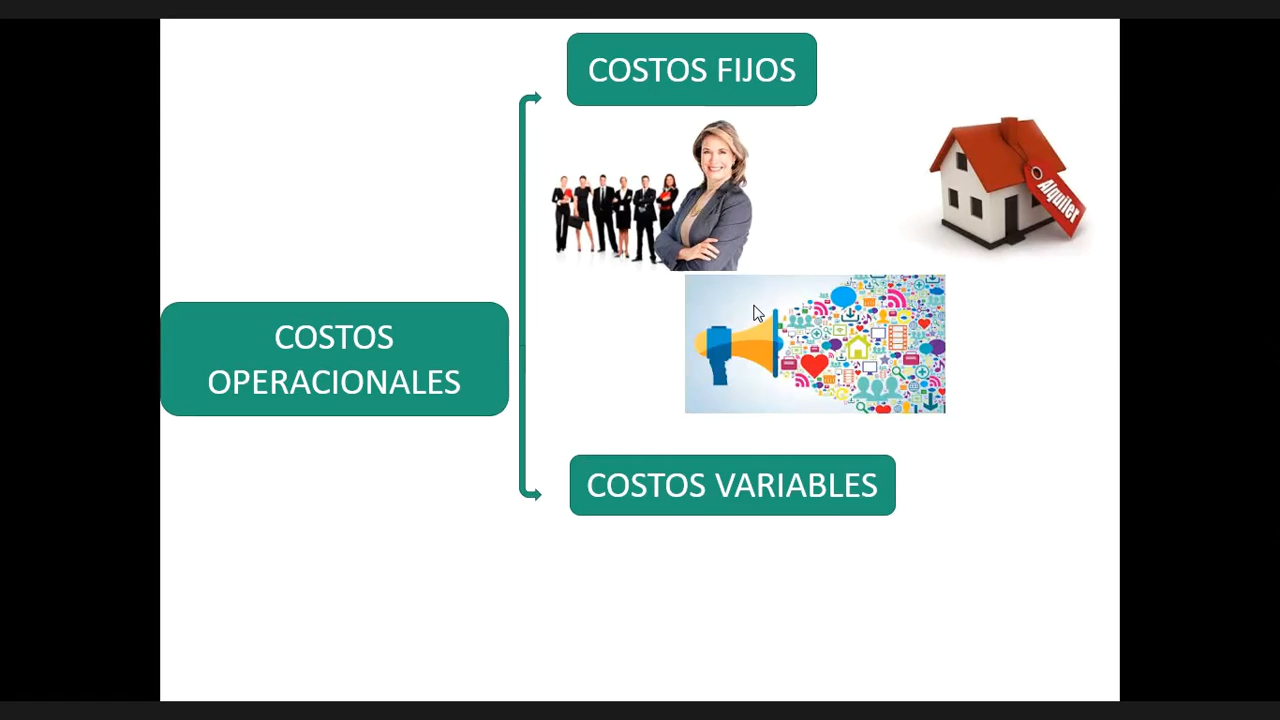 COSTOS FIJOS
Alquiler
COSTOS
OPERACIONALES
COSTOS VARIABLES